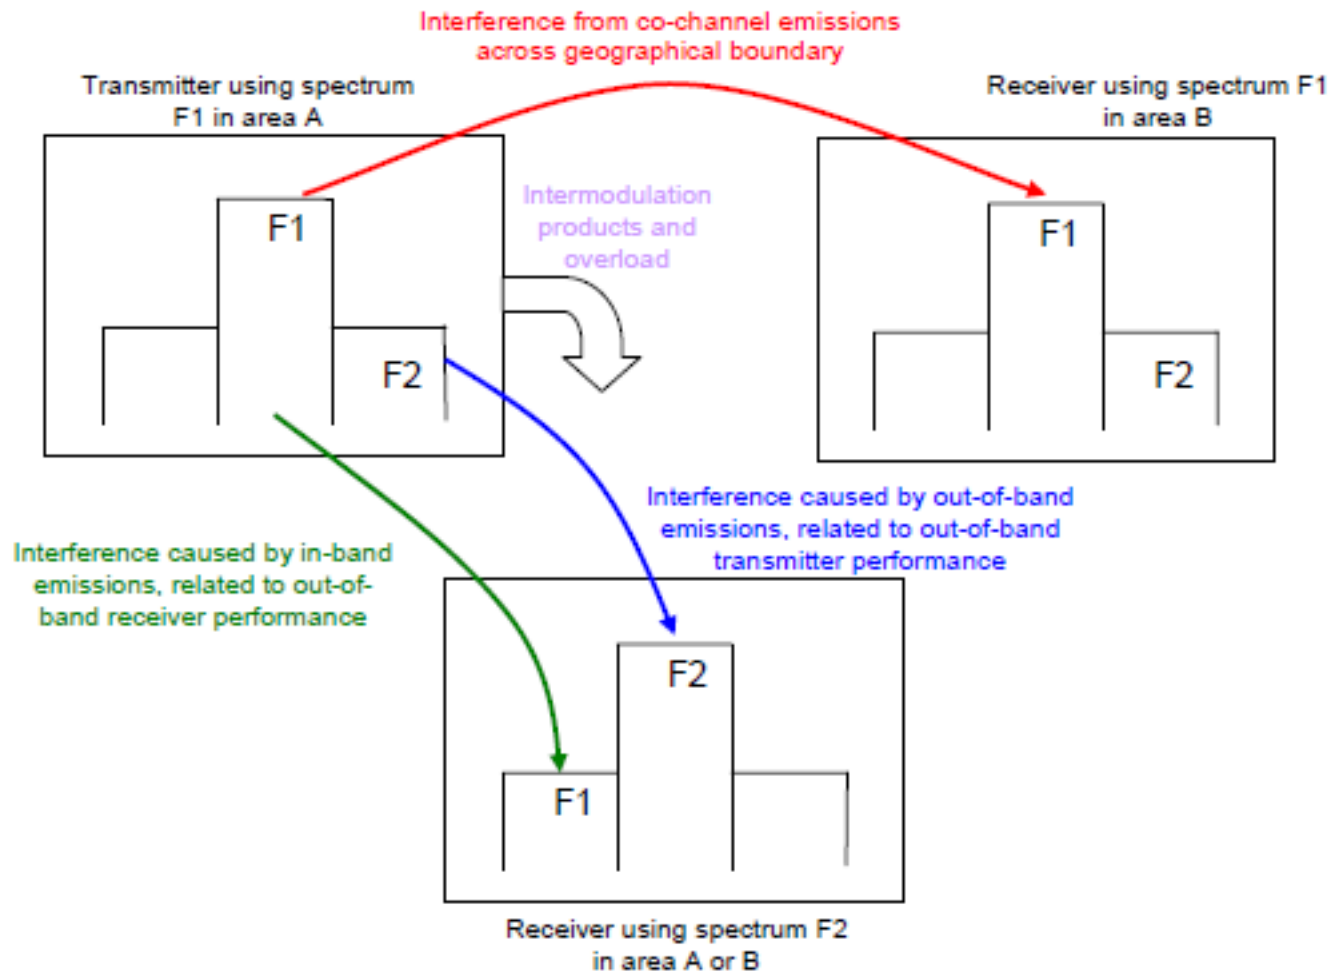 Interference from co-channel emissions
across geographical boundary
Transmitter using spectrum
F1 in area A
Receiver using spectrum F1
in area B
Intermodulation
products and
overload
F1
F2
F1
F2
Interference caused by out-of-band
emissions, related to out-of-band
transmitter performance
Interference caused by in-band
emissions, related to out-of-
band receiver performance
F2
F1
Receiver using spectrum F2
in area A or B